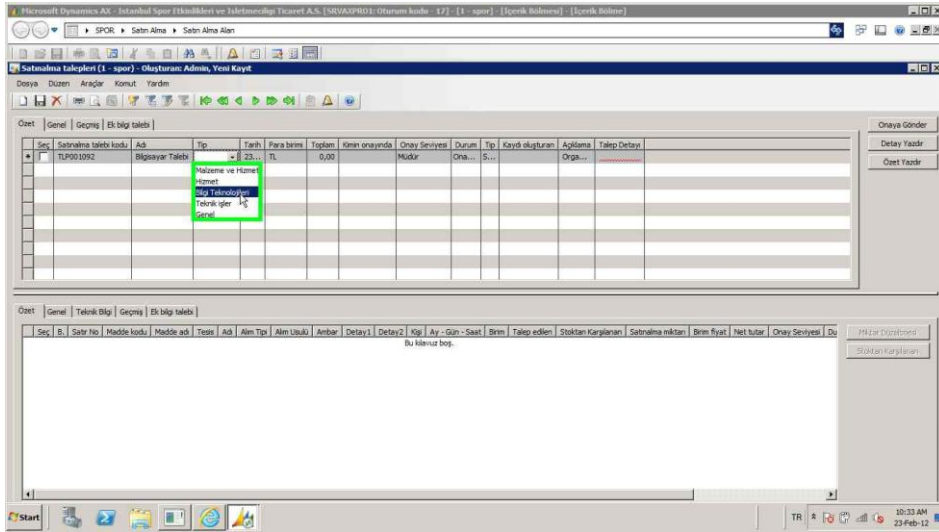 Microsoft Dynamics AX - İstanbul Spor Etkinlikleri ve İsletmeciligi Ticaret A.S. [SRVAXPRO1: Oturum kodu - 17] - [1 - spor] - [İçerik Bölmesi] - [İçerik Bölme]
SPOR ▸ Satın Alma ▸ Satın Alma Alan
Satınalma talepleri (1 - spor) - Oluşturan: Admin, Yeni Kayıt
Dosya Düzen Araçlar Komut Yardım
Özet Genel Geçmiş Ek bilgi talebi
Onaya Gönder
Seç Satınalma talebi kodu Adı Tip Tarih Para birimi Toplam Kimin onayında Onay Seviyesi Durum Tip Kaydı oluşturan Açıklama Talep Detayı
Detay Yazdır
TLP001092 Bilgisayar Talebi 23... TL 0,00 Müdür Ona... S... Orga...
Özet Yazdır
Malzeme ve Hizmet
Hizmet
Bilgi Teknolojileri
Teknik işler
Genel
Özet Genel Teknik Bilgi Geçmiş Ek bilgi talebi
Seç B. Satır No Madde kodu Madde adı Tesis Adı Alım Tipi Alım Usulü Ambar Detay1 Detay2 Kişi Ay - Gün - Saat Birim Talep edilen Stoktan Karşılanan Satınalma miktarı Birim fiyat Net tutar Onay Seviyesi Du
Miktar Düzeltmesi
Bu kılavuz boş.
Stoktan Karşılanan
Start
TR
10:33 AM
23-Feb-12